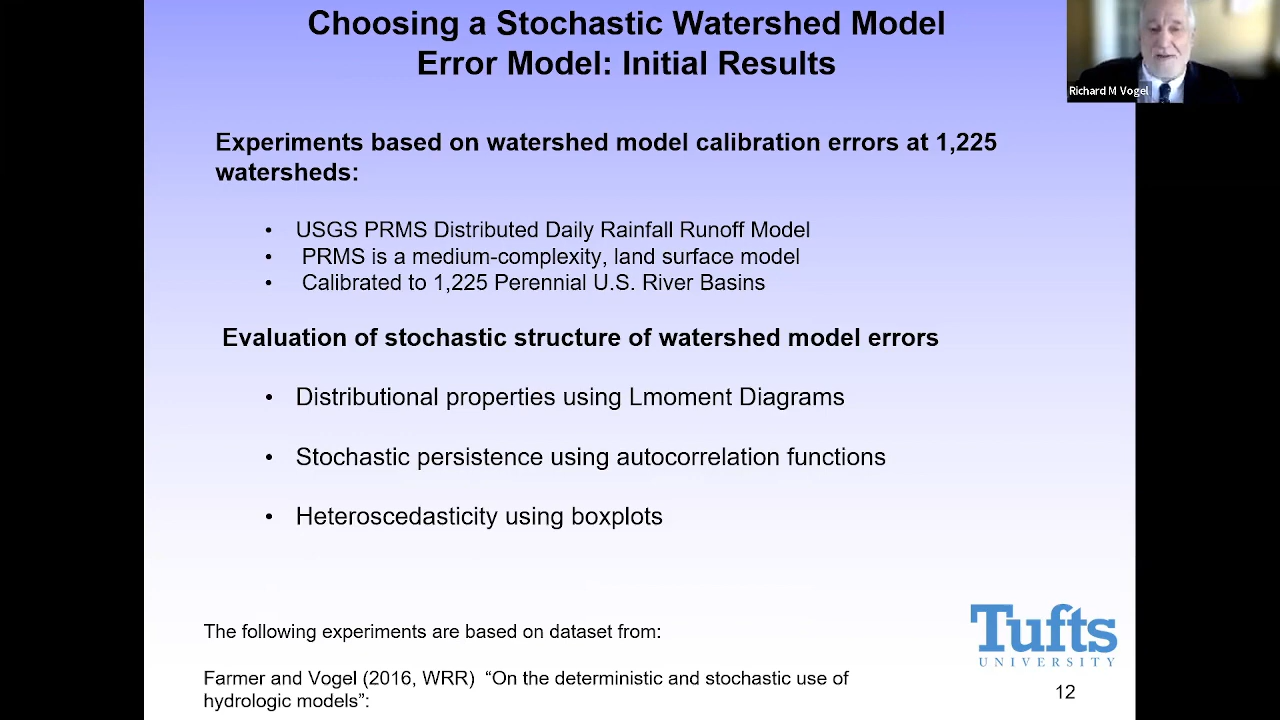 Choosing a Stochastic Watershed Model
Error Model: Initial Results
Richard M Vogel
Experiments based on watershed model calibration errors at 1,225
watersheds:
• USGS PRMS Distributed Daily Rainfall Runoff Model
• PRMS is a medium-complexity, land surface model
• Calibrated to 1,225 Perennial U.S. River Basins
Evaluation of stochastic structure of watershed model errors
• Distributional properties using Lmoment Diagrams
• Stochastic persistence using autocorrelation functions
• Heteroscedasticity using boxplots
The following experiments are based on dataset from:
Farmer and Vogel (2016, WRR) “On the deterministic and stochastic use of
hydrologic models”:
Tufts
UNIVERSITY
12